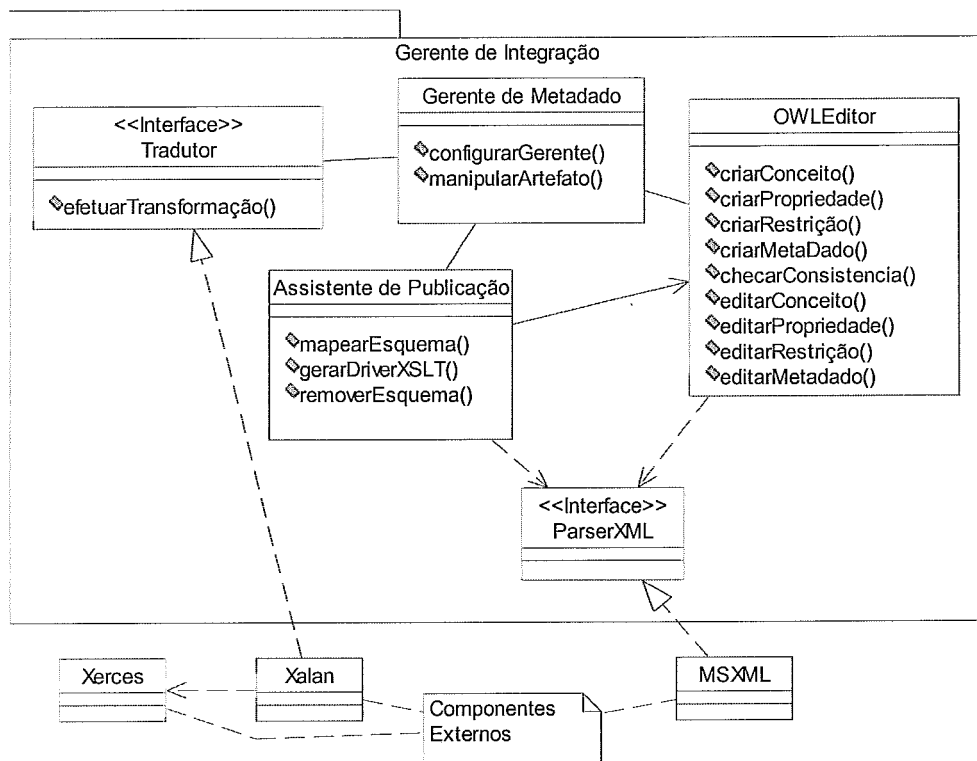 Gerente de Integração
<<Interface>>
Tradutor
efetuarTransformação()
Gerente de Metadado
configurarGerente()
manipularArtefato()
OWLEditor
criarConceito()
criarPropriedade()
criarRestrição()
criarMetaDado()
checarConsistencia()
editarConceito()
editarPropriedade()
editarRestrição()
editarMetadado()
Assistente de Publicação
mapearEsquema()
gerarDriverXSLT()
removerEsquema()
<<Interface>>
ParserXML
Xerces
Xalan
Componentes
Externos
MSXML